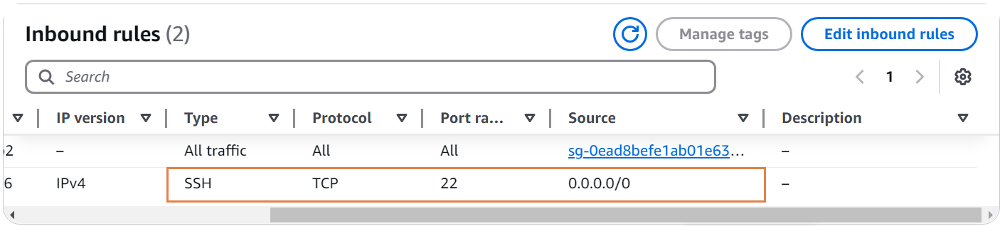 Inbound rules (2) Manage tags Edit inbound rules
Search 1
IP version Type Protocol Port ra... Source Description
– All traffic All All sg-0ead8befe1ab01e63... –
6 IPv4 SSH TCP 22 0.0.0.0/0 –